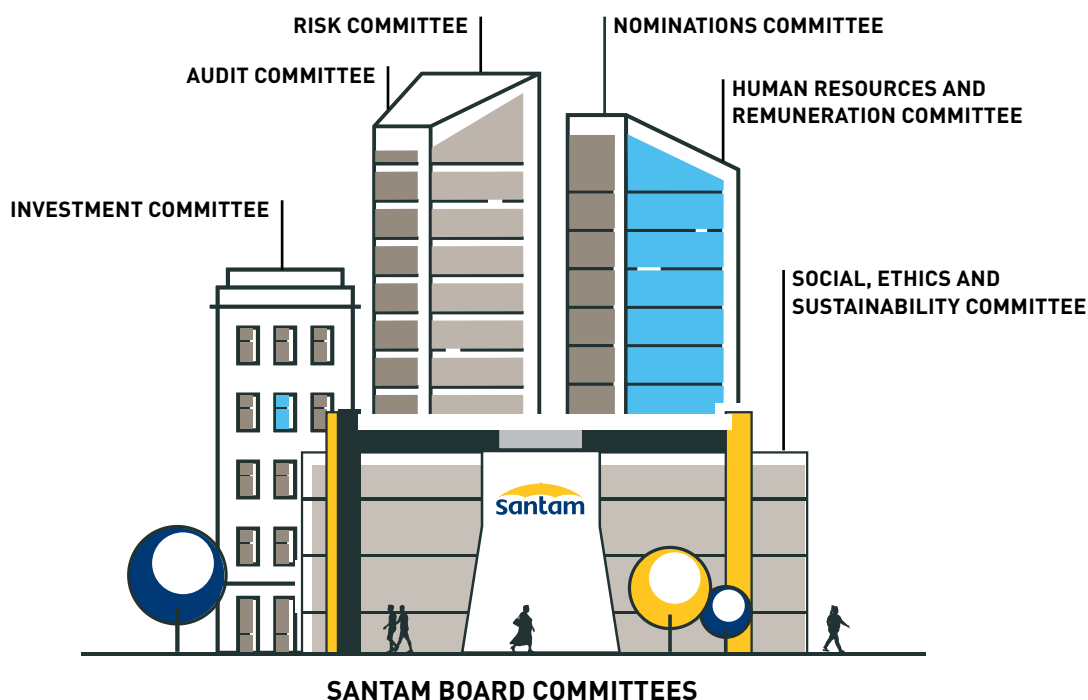 RISK COMMITTEE
NOMINATIONS COMMITTEE
AUDIT COMMITTEE
HUMAN RESOURCES AND
REMUNERATION COMMITTEE
INVESTMENT COMMITTEE
SOCIAL, ETHICS AND
SUSTAINABILITY COMMITTEE
santam
SANTAM BOARD COMMITTEES